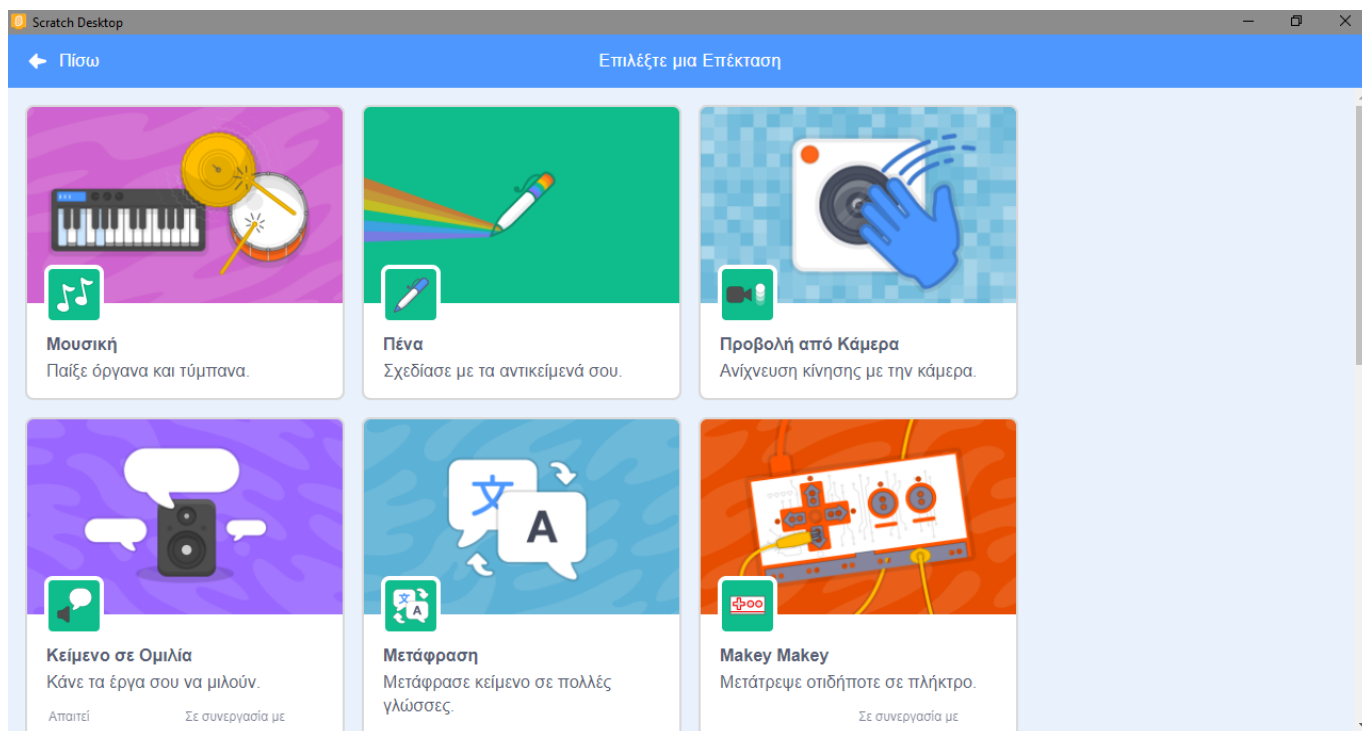 Scratch Desktop
Πίσω
Επιλέξτε μια Επέκταση
Μουσική
Παίξε όργανα και τύμπανα.
Πένα
Σχεδίασε με τα αντικείμενά σου.
Προβολή από Κάμερα
Ανίχνευση κίνησης με την κάμερα.
Κείμενο σε Ομιλία
Κάνε τα έργα σου να μιλούν.
Απαιτεί
Σε συνεργασία με
文
A
文
A
Μετάφραση
Μετάφρασε κείμενο σε πολλές
γλώσσες.
Makey Makey
Μετάτρεψε οτιδήποτε σε πλήκτρο.
Σε συνεργασία με